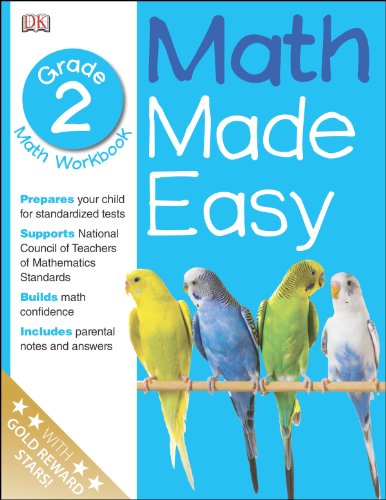 DK
Grade
2
Math Workbook
Math
Made
Easy
Prepares your child
for standardized tests
Supports National
Council of Teachers
of Mathematics
Standards
Builds math
confidence
Includes parental
notes and answers
WITH
GOLD REWARD
STARS!